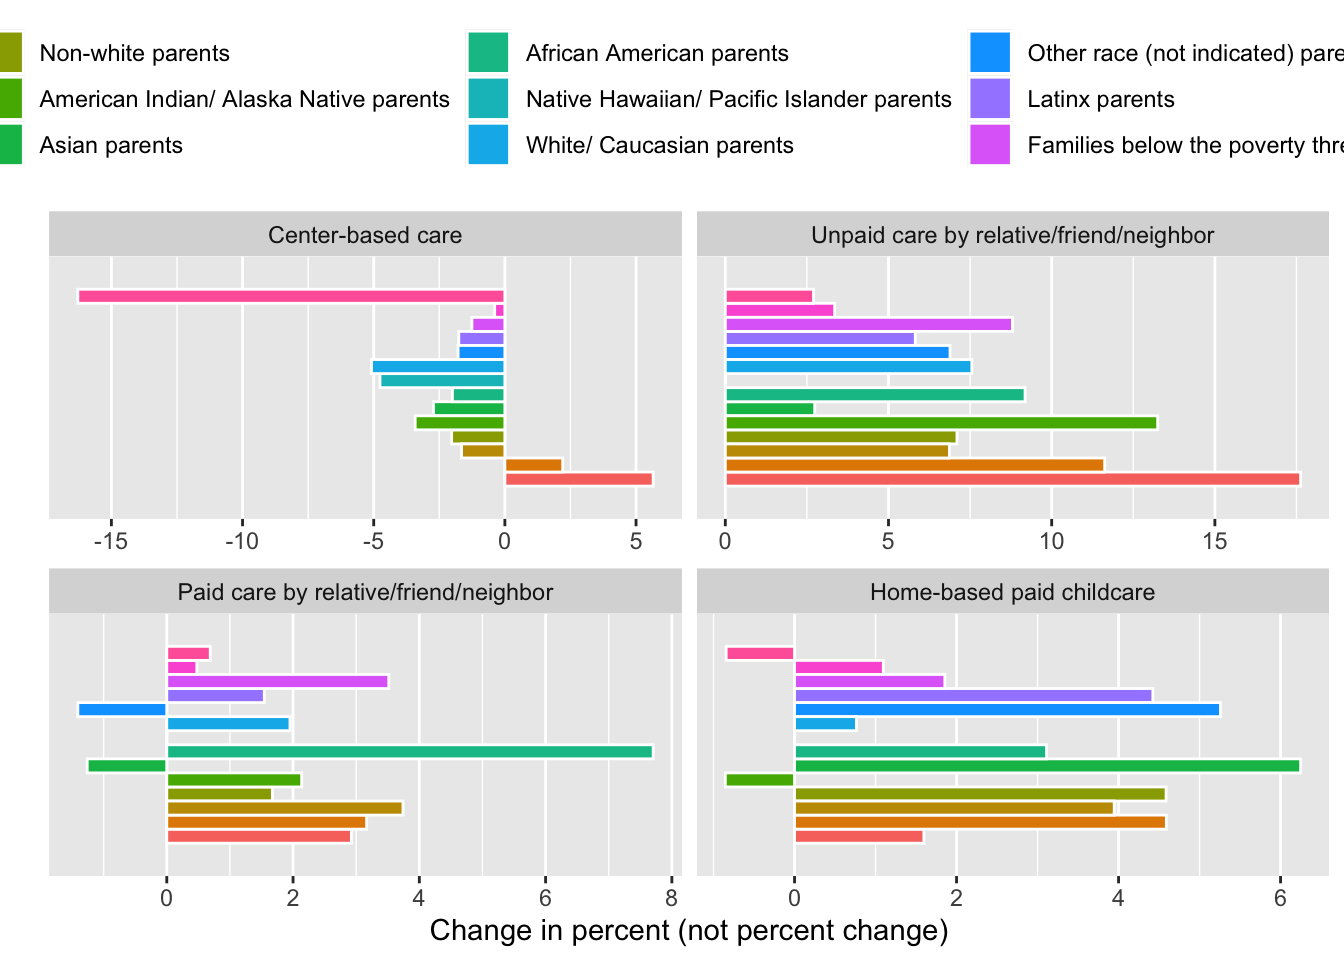 Non-white parents
African American parents
Other race (not indicated) pare
American Indian/ Alaska Native parents
Native Hawaiian/ Pacific Islander parents
Latinx parents
Asian parents
White/ Caucasian parents
Families below the poverty thre
Center-based care
Unpaid care by relative/friend/neighbor
-15 -10 -5 0 5
0 5 10 15
Paid care by relative/friend/neighbor
Home-based paid childcare
0 2 4 6 8
0 2 4 6
Change in percent (not percent change)